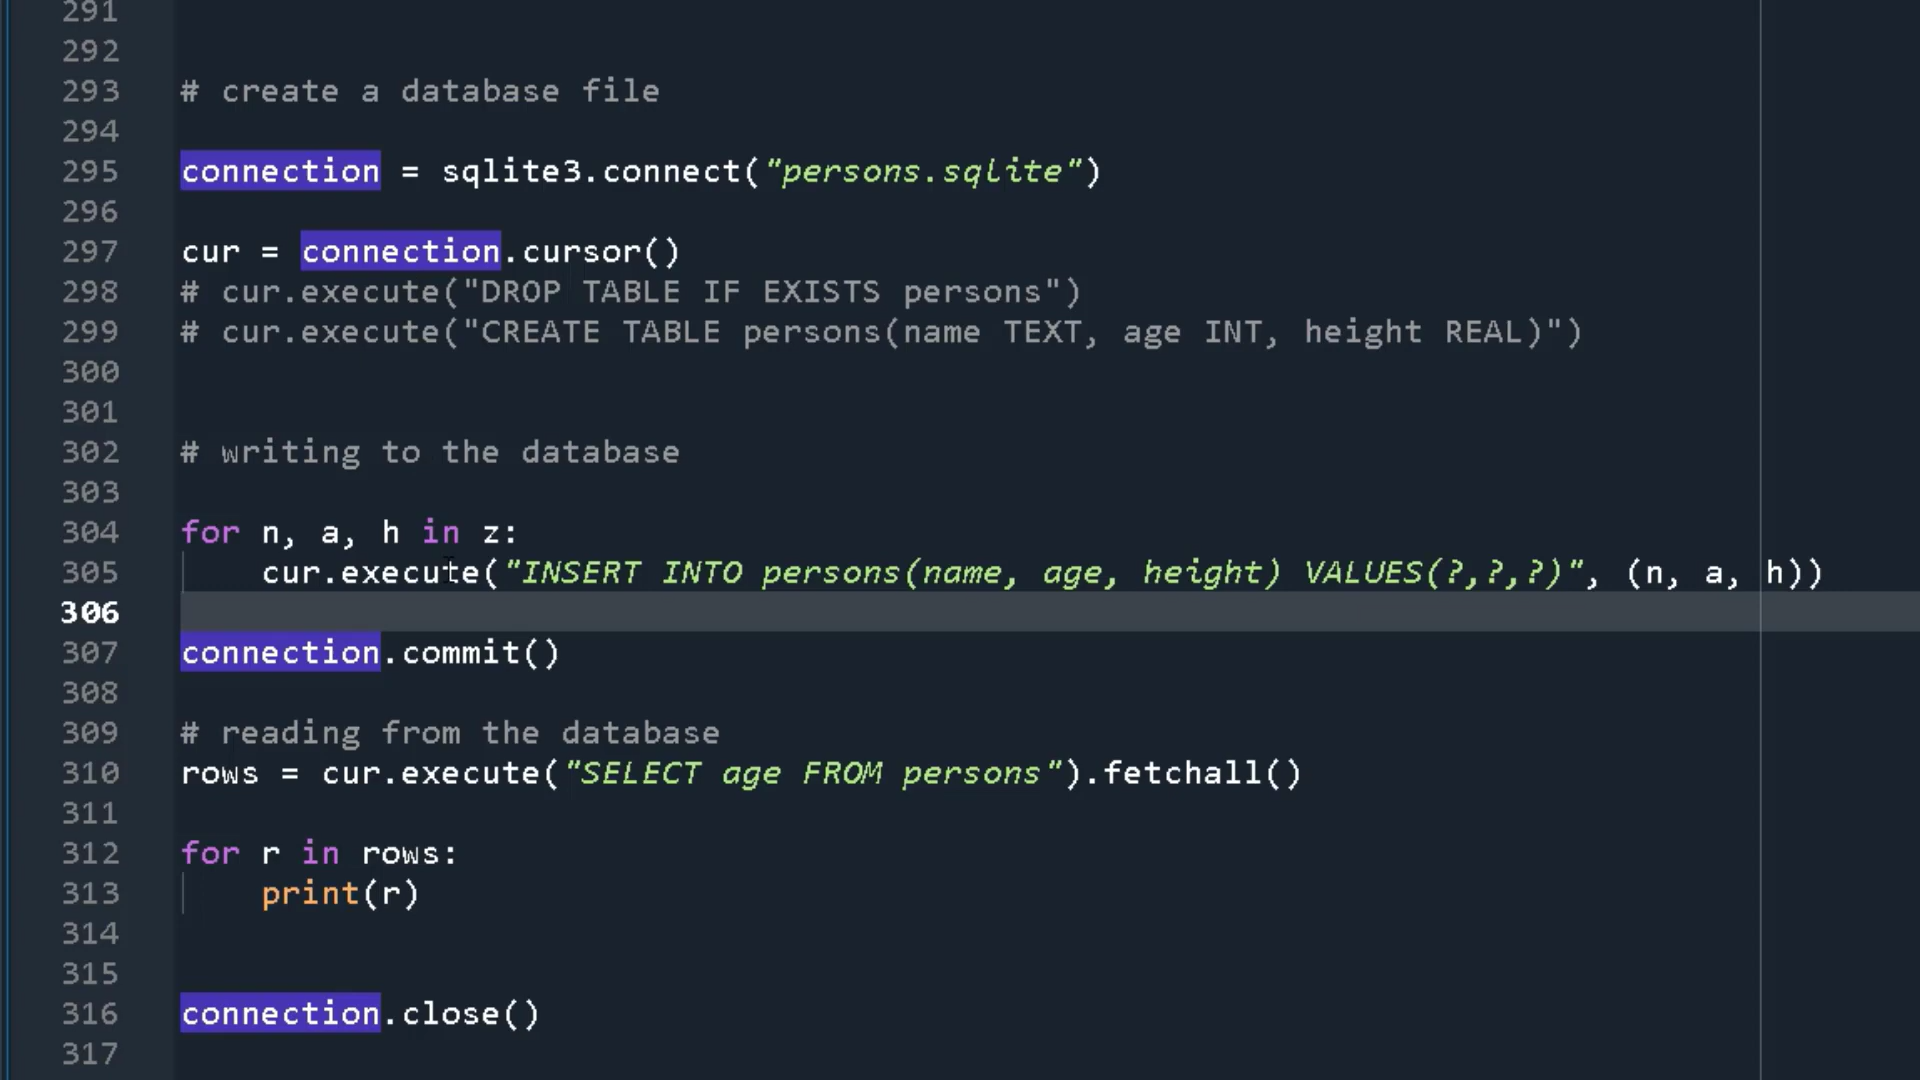 291
292
293 # create a database file
294
295 connection = sqlite3.connect("persons.sqlite")
296
297 cur = connection.cursor()
298 # cur.execute("DROP TABLE IF EXISTS persons")
299 # cur.execute("CREATE TABLE persons(name TEXT, age INT, height REAL)")
300
301
302 # writing to the database
303
304 for n, a, h in z:
305     cur.execute("INSERT INTO persons(name, age, height) VALUES(?,?,?)", (n, a, h))
306
307 connection.commit()
308
309 # reading from the database
310 rows = cur.execute("SELECT age FROM persons").fetchall()
311
312 for r in rows:
313     print(r)
314
315
316 connection.close()
317